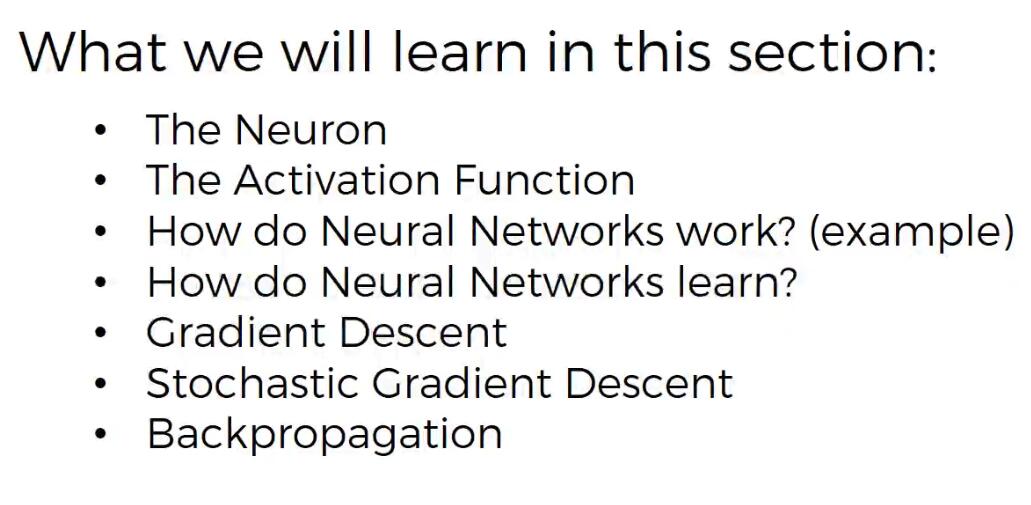 What we will learn in this section:
• The Neuron
• The Activation Function
• How do Neural Networks work? (example)
• How do Neural Networks learn?
• Gradient Descent
• Stochastic Gradient Descent
• Backpropagation